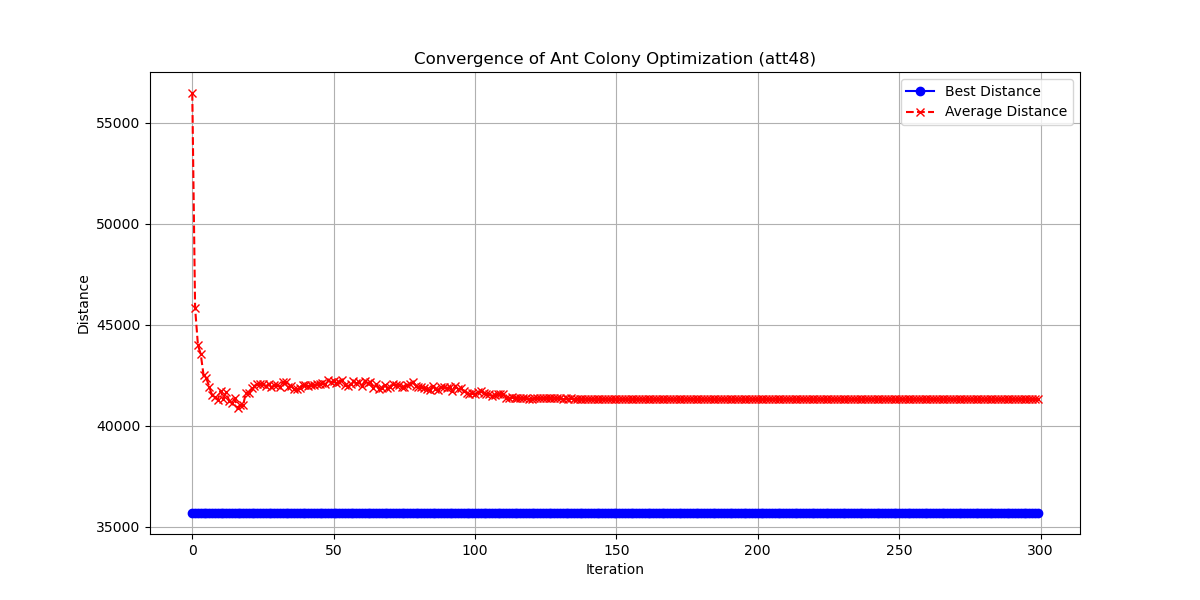 Convergence of Ant Colony Optimization (att48)
Best Distance
Average Distance
55000
50000
45000
40000
35000
Distance
0
50
100
150
200
250
300
Iteration